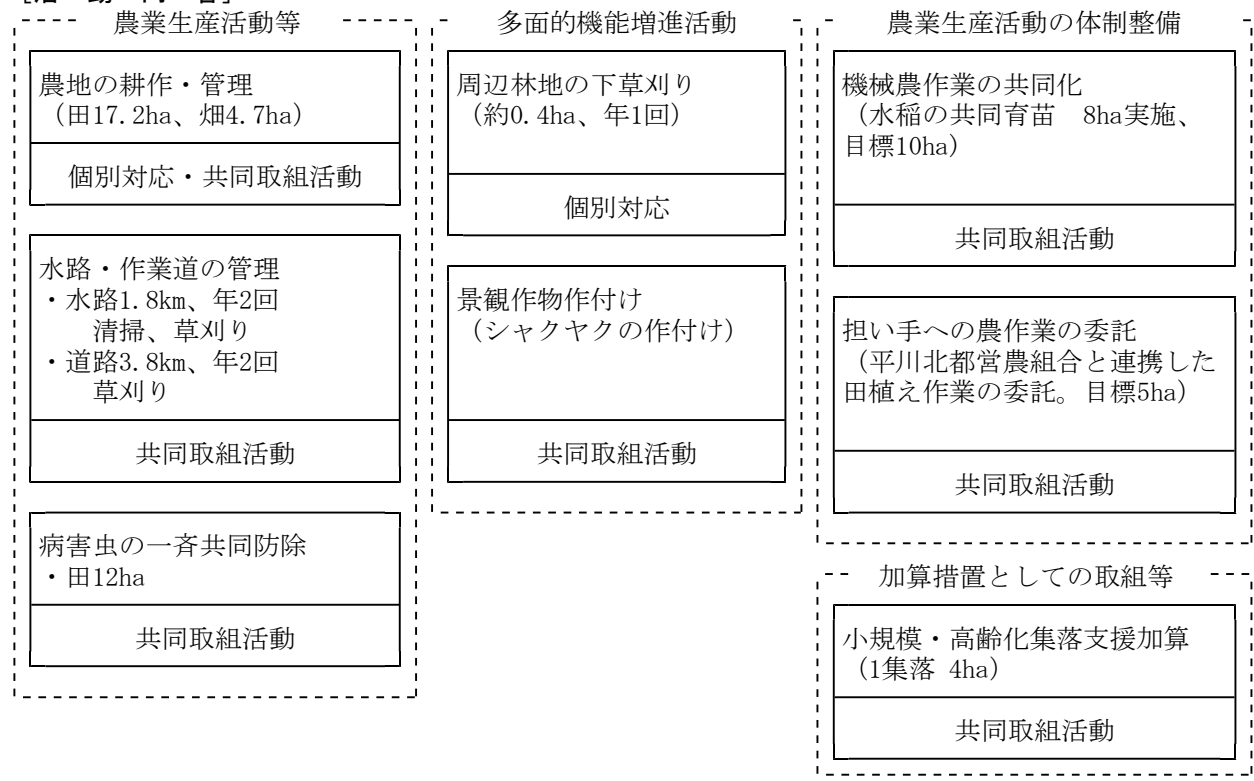 農業生産活動等
農地の耕作・管理
（田17.2ha、畑4.7ha）
個別対応・共同取組活動
水路・作業道の管理
・水路1.8km、年2回
清掃、草刈り
・道路3.8km、年2回
草刈り
共同取組活動
病害虫の一斉共同防除
・田12ha
共同取組活動
多面的機能増進活動
周辺林地の下草刈り
（約0.4ha、年1回）
個別対応
景観作物作付け
（シャクヤクの作付け）
共同取組活動
農業生産活動の体制整備
機械農作業の共同化
（水稲の共同育苗　8ha実施、
目標10ha）
共同取組活動
担い手への農作業の委託
（平川北都営農組合と連携した
田植え作業の委託。目標5ha）
共同取組活動
加算措置としての取組等
小規模・高齢化集落支援加算
（1集落 4ha）
共同取組活動